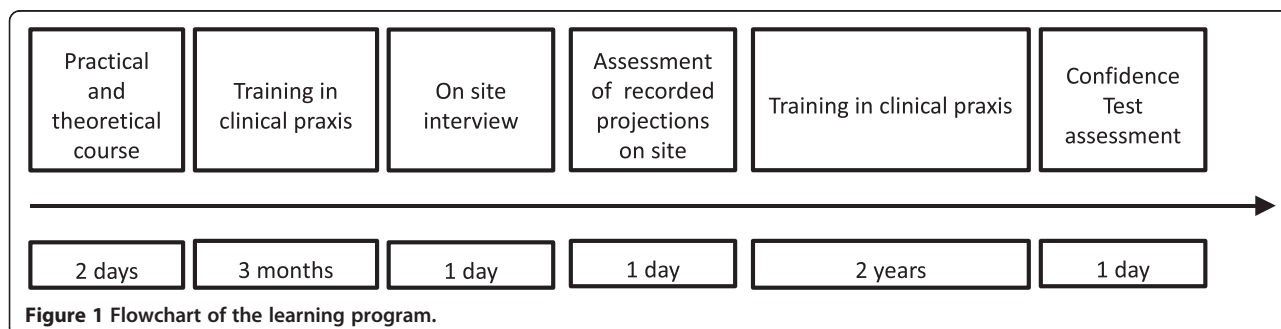 Practical
and
theoretical
course
Training in
clinical praxis
On site
interview
Assessment
of recorded
projections
on site
Training in clinical praxis
Confidence
Test
assessment
2 days
3 months
1 day
1 day
2 years
1 day
Figure 1 Flowchart of the learning program.